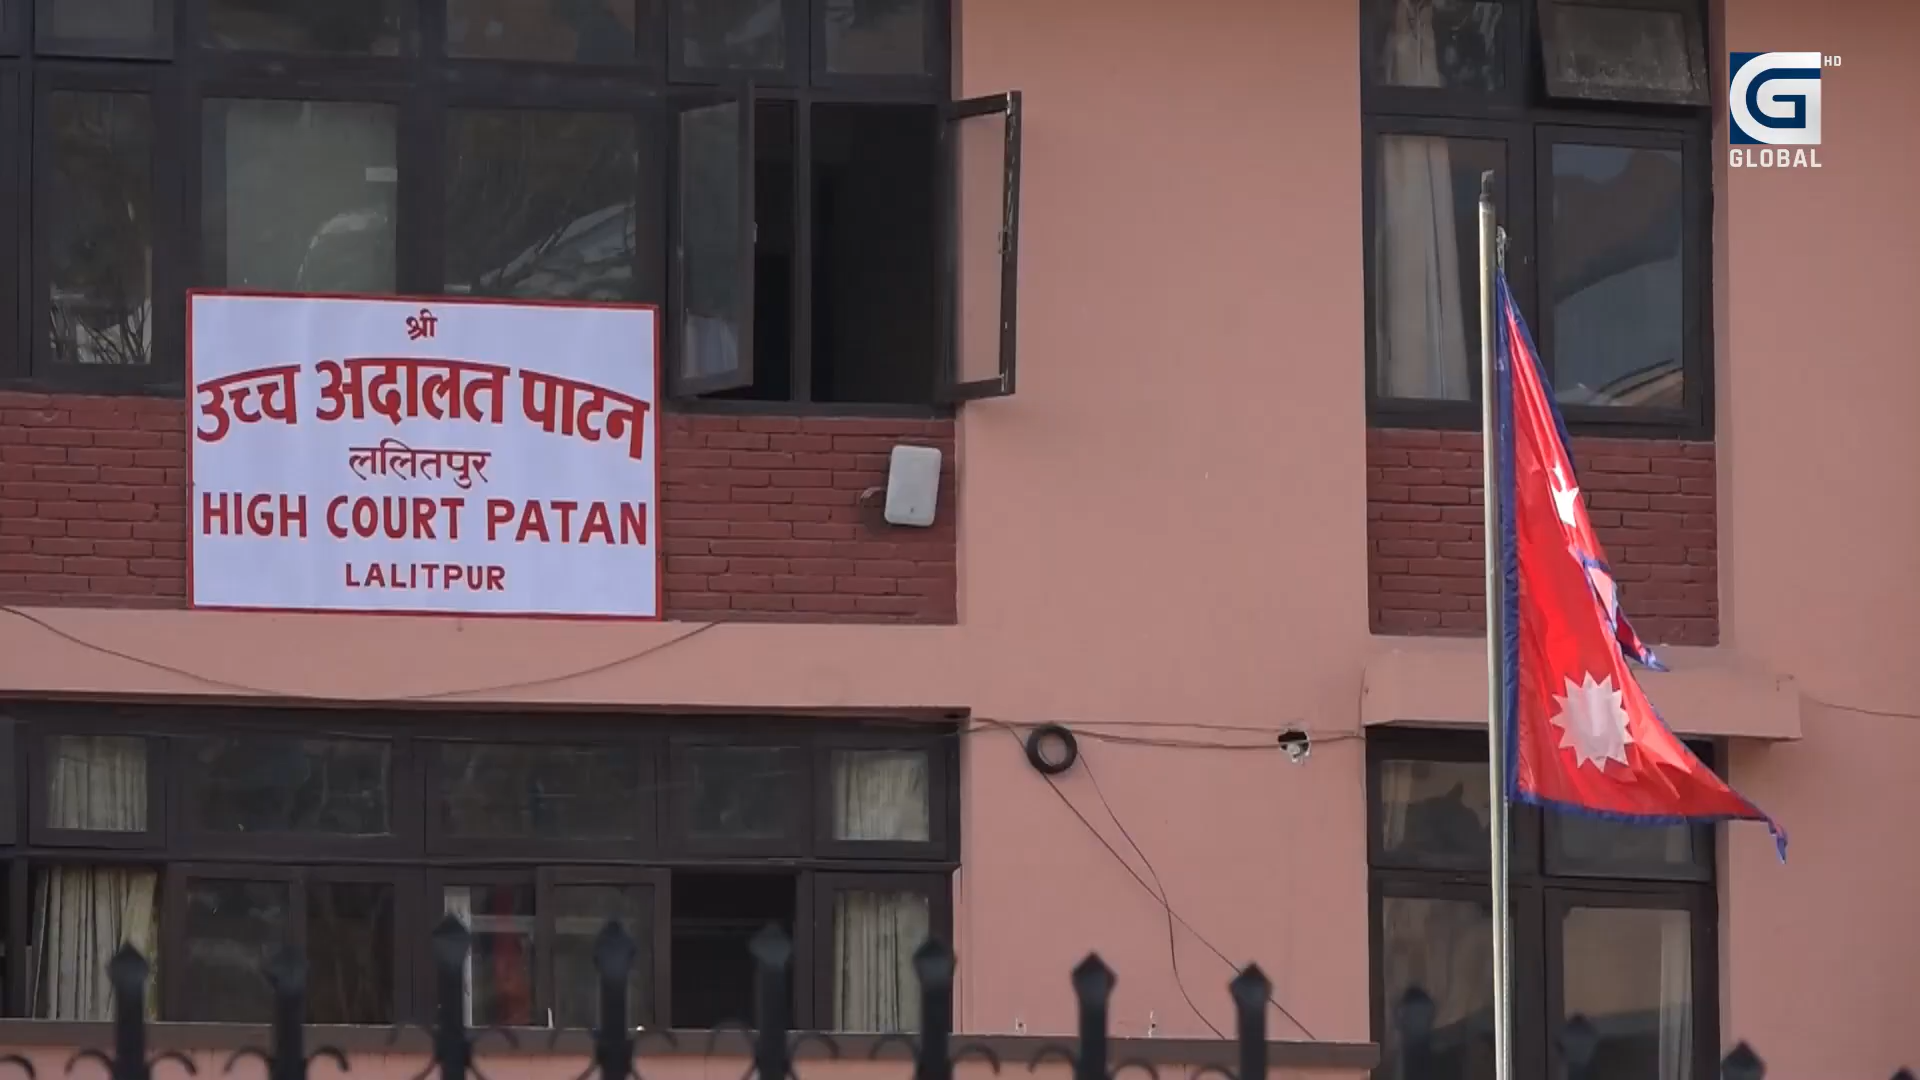 श्री
उच्च अदालत पाटन
ललितपुर
HIGH COURT PATAN
LALITPUR
G HD
GLOBAL